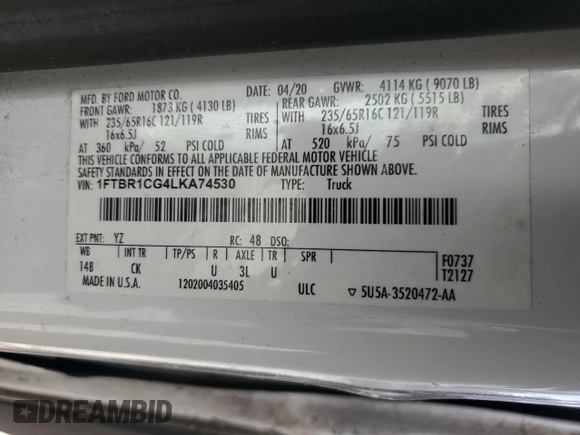 MFD. BY FORD MOTOR CO. DATE: 04/20 GVWR: 4114 KG ( 9070 LB)
FRONT GAWR: 1873 KG ( 4130 LB) REAR GAWR: 2502 KG ( 5515 LB)
WITH 235/65R16C 121/119R TIRES WITH 235/65R16C 121/119R TIRES
16x6.5J RIMS 16x6.5J RIMS
AT 360 kPa/ 52 PSI COLD AT 520 kPa/ 75 PSI COLD
THIS VEHICLE CONFORMS TO ALL APPLICABLE FEDERAL MOTOR VEHICLE
SAFETY STANDARDS IN EFFECT ON THE DATE OF MANUFACTURE SHOWN ABOVE.
VIN: 1FTBR1CG4LKA74530 TYPE: Truck
EXT PNT: YZ RC: 48 DSO:
WB INT TR TP/PS R AXLE TR SPR F0737
148 CK U 3L U T2127
MADE IN U.S.A. 1202004035405 ULC 5U5A-3520472-AA
DREAMBID